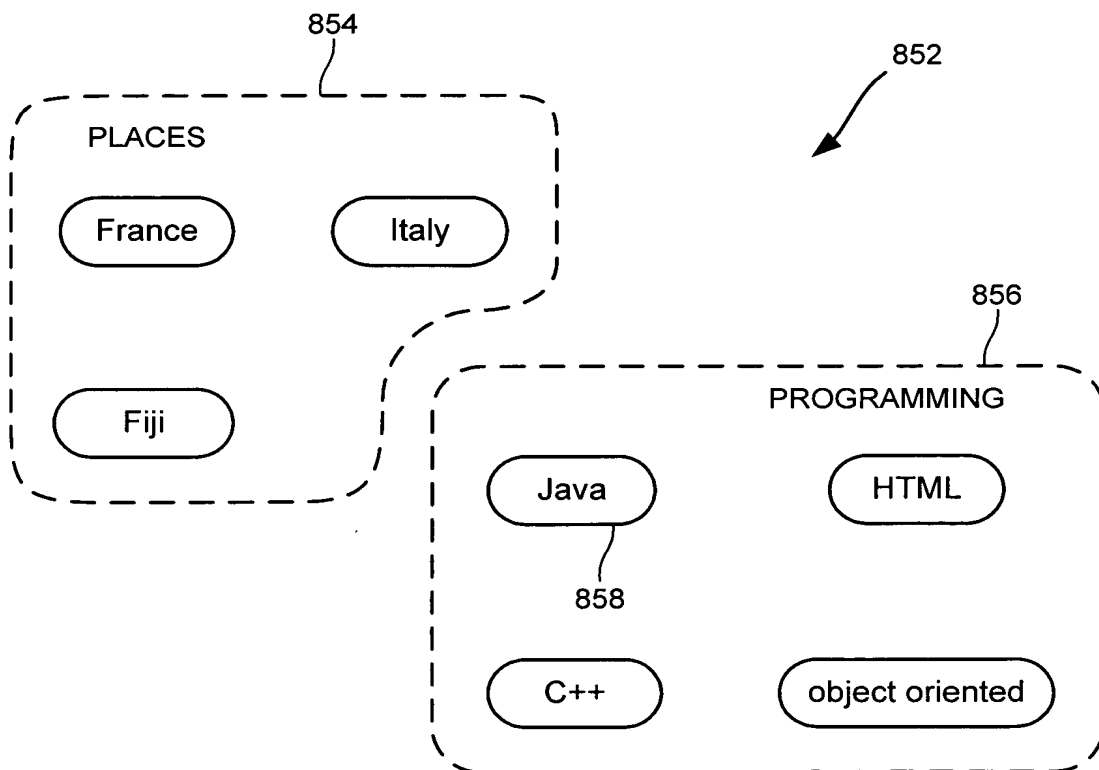 854
852
PLACES
France
Italy
856
Fiji
PROGRAMMING
Java
HTML
858
C++
object oriented